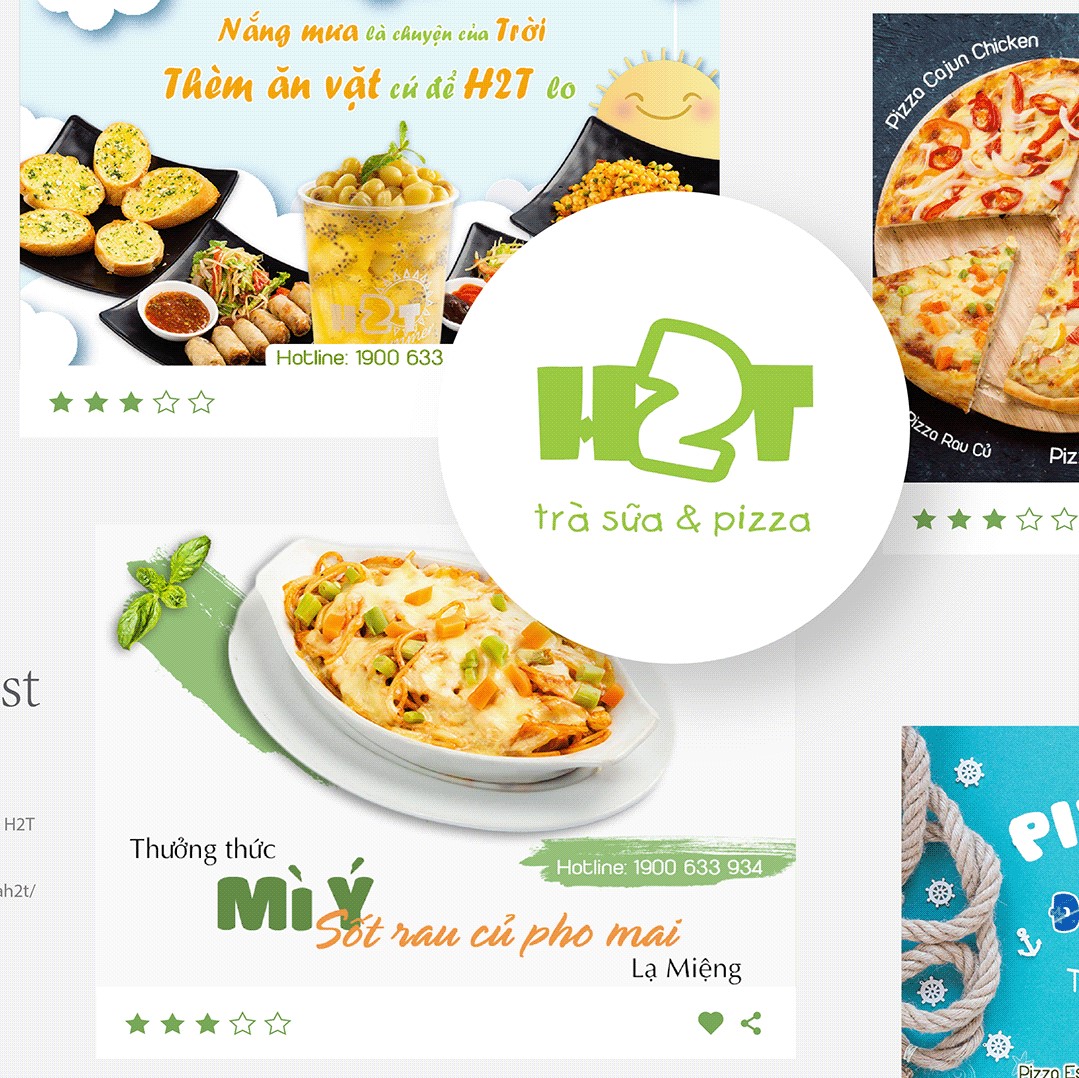 Nắng mưa là chuyện của Trời
Thèm ăn vặt cứ để H2T lo
H2T
Hotline: 1900 633
Pizza Cajun Chicken
Pizza Rau Củ
Piz
H2T
trà sữa & pizza
st
H2T
ah2t/
Thưởng thức
Mì Ý
Sốt rau củ pho mai
Lạ Miệng
Hotline: 1900 633 934